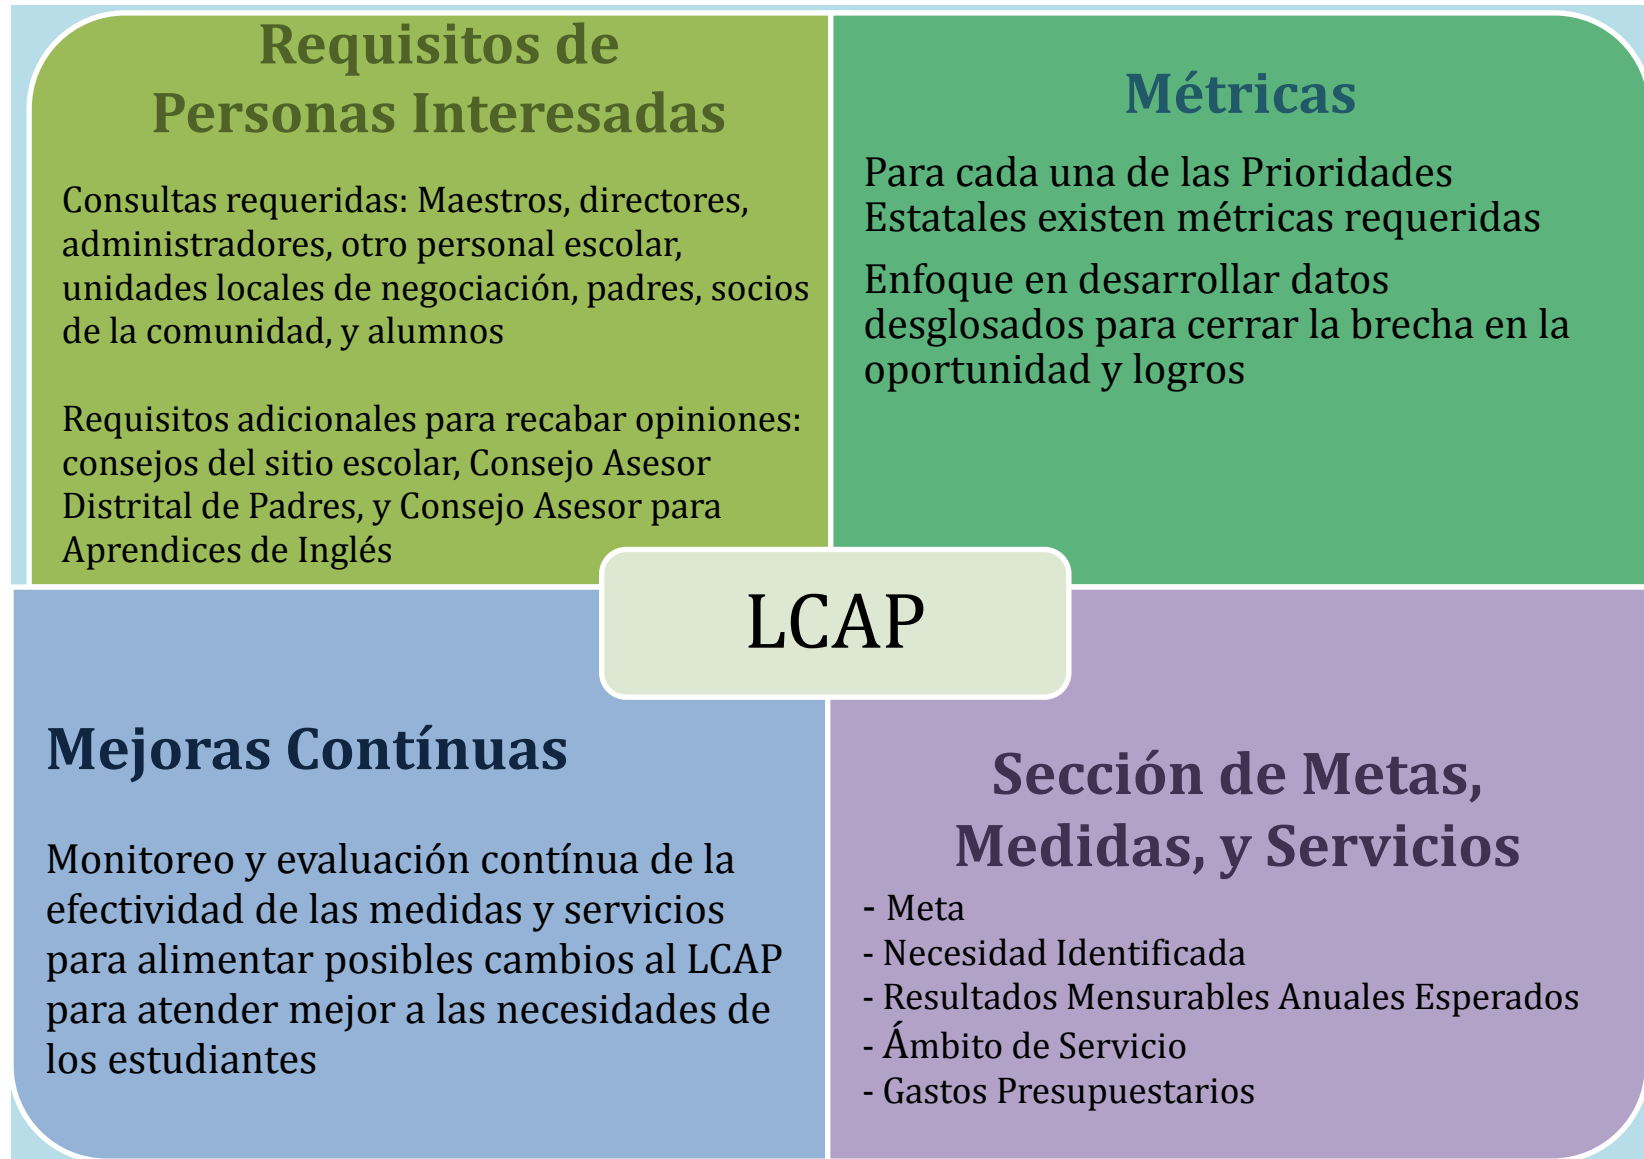 Requisitos de
Personas Interesadas
Consultas requeridas: Maestros, directores,
administradores, otro personal escolar,
unidades locales de negociación, padres, socios
de la comunidad, y alumnos
Requisitos adicionales para recabar opiniones:
consejos del sitio escolar, Consejo Asesor
Distrital de Padres, y Consejo Asesor para
Aprendices de Inglés
Métricas
Para cada una de las Prioridades
Estatales existen métricas requeridas
Enfoque en desarrollar datos
desglosados para cerrar la brecha en la
oportunidad y logros
LCAP
Mejoras Contínuas
Monitoreo y evaluación contínua de la
efectividad de las medidas y servicios
para alimentar posibles cambios al LCAP
para atender mejor a las necesidades de
los estudiantes
Sección de Metas,
Medidas, y Servicios
- Meta
- Necesidad Identificada
- Resultados Mensurables Anuales Esperados
- Ámbito de Servicio
- Gastos Presupuestarios